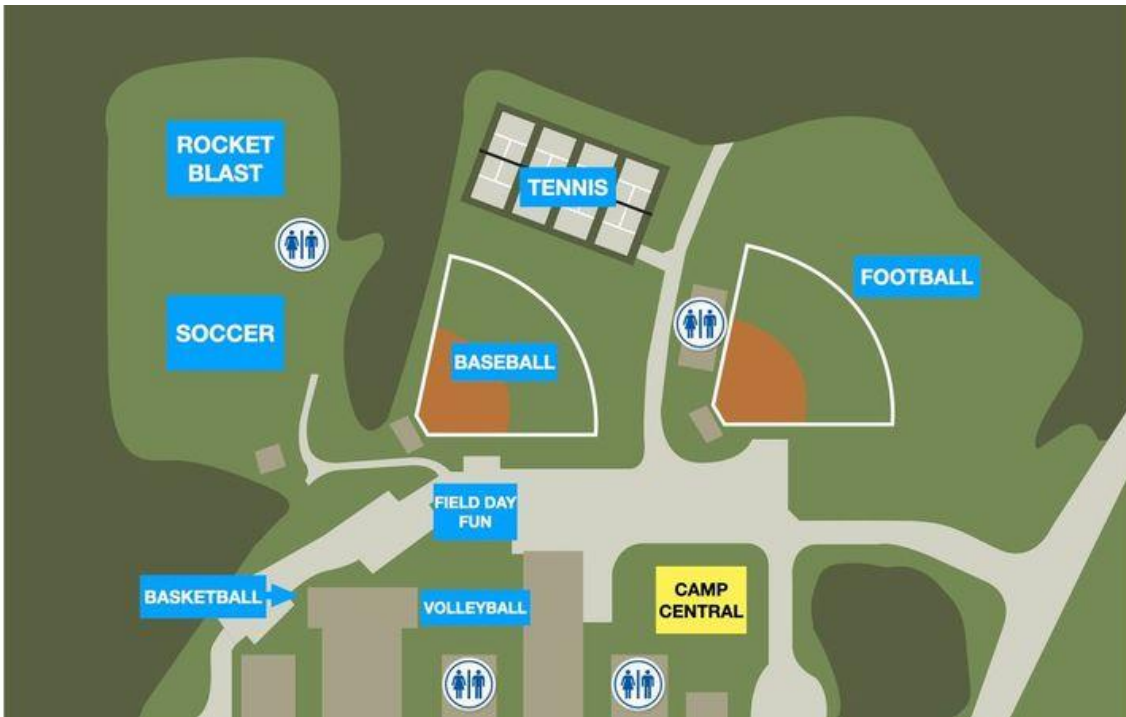 ROCKET
BLAST
TENNIS
SOCCER
FOOTBALL
BASEBALL
FIELD DAY
FUN
BASKETBALL
VOLLEYBALL
CAMP
CENTRAL